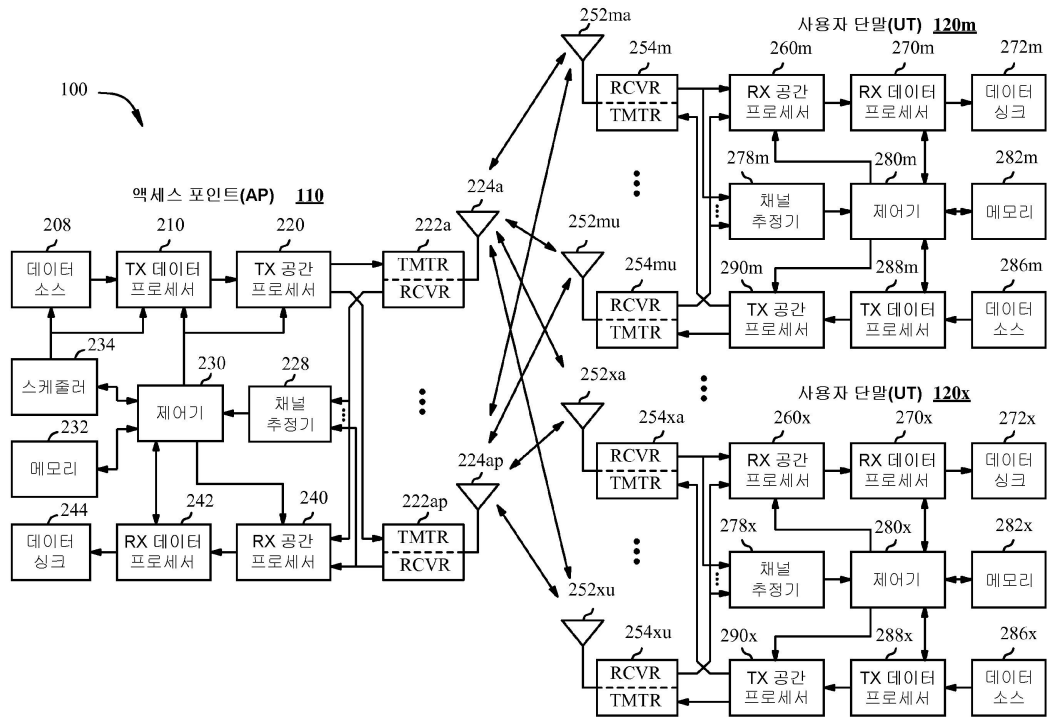 100
액세스 포인트(AP) 110
208
데이터
소스
210
TX 데이터
프로세서
220
TX 공간
프로세서
222a
TMTR
RCVR
224a
234
스케줄러
230
제어기
228
채널
추정기
232
메모리
244
데이터
싱크
242
RX 데이터
프로세서
240
RX 공간
프로세서
222ap
TMTR
RCVR
224ap
사용자 단말(UT) 120m
252ma
254m
RCVR
TMTR
260m
RX 공간
프로세서
270m
RX 데이터
프로세서
272m
데이터
싱크
278m
채널
추정기
280m
제어기
282m
메모리
252mu
254mu
RCVR
TMTR
290m
TX 공간
프로세서
288m
TX 데이터
프로세서
286m
데이터
소스
사용자 단말(UT) 120x
252xa
254xa
RCVR
TMTR
260x
RX 공간
프로세서
270x
RX 데이터
프로세서
272x
데이터
싱크
278x
채널
추정기
280x
제어기
282x
메모리
252xu
254xu
RCVR
TMTR
290x
TX 공간
프로세서
288x
TX 데이터
프로세서
286x
데이터
소스